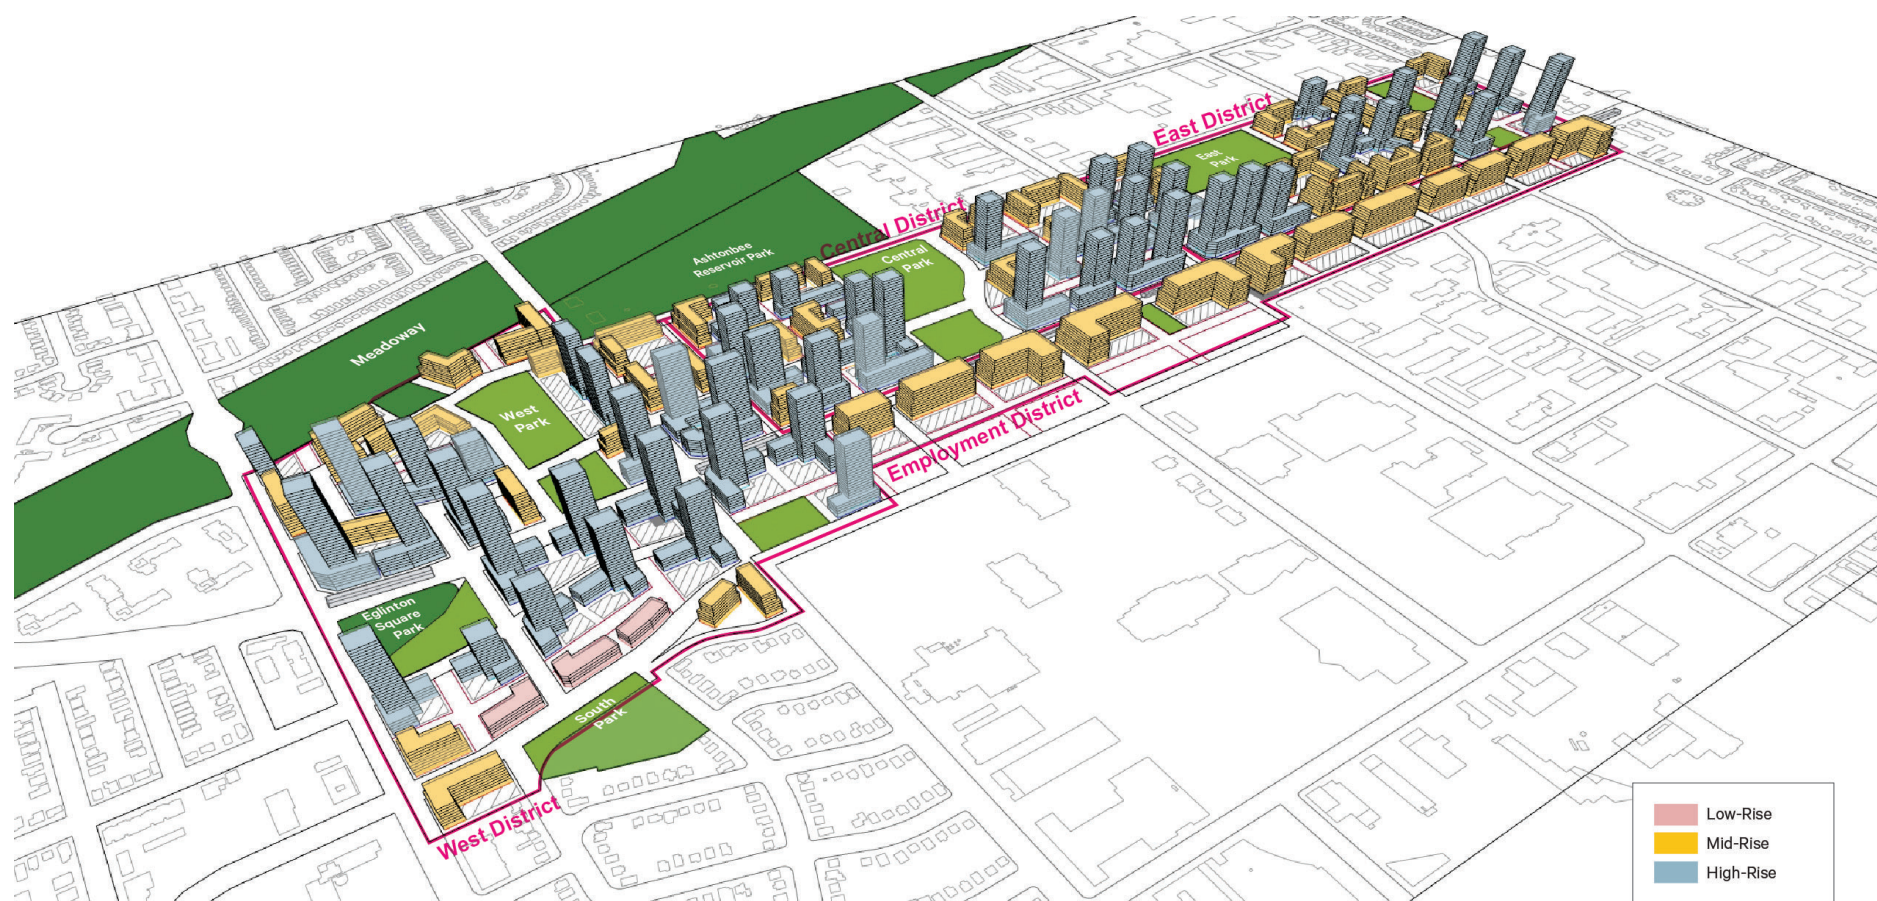 East District
East
Park
Central District
Central
Park
Ashtonbee
Reservoir Park
Meadoway
West
Park
Employment District
Eglinton
Square
Park
South
Park
West District
Low-Rise
Mid-Rise
High-Rise